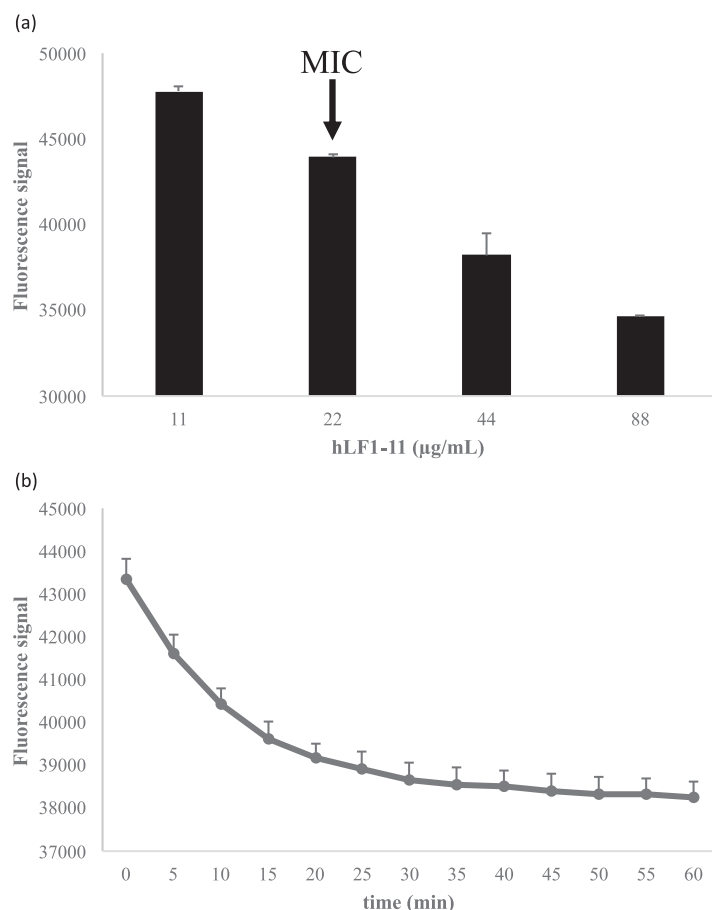 (a)
MIC
50000
45000
40000
35000
30000
Fluorescence signal
11 22 44 88
hLF1-11 (µg/mL)
(b)
45000
44000
43000
42000
41000
40000
39000
38000
37000
Fluorescence signal
0 5 10 15 20 25 30 35 40 45 50 55 60
time (min)